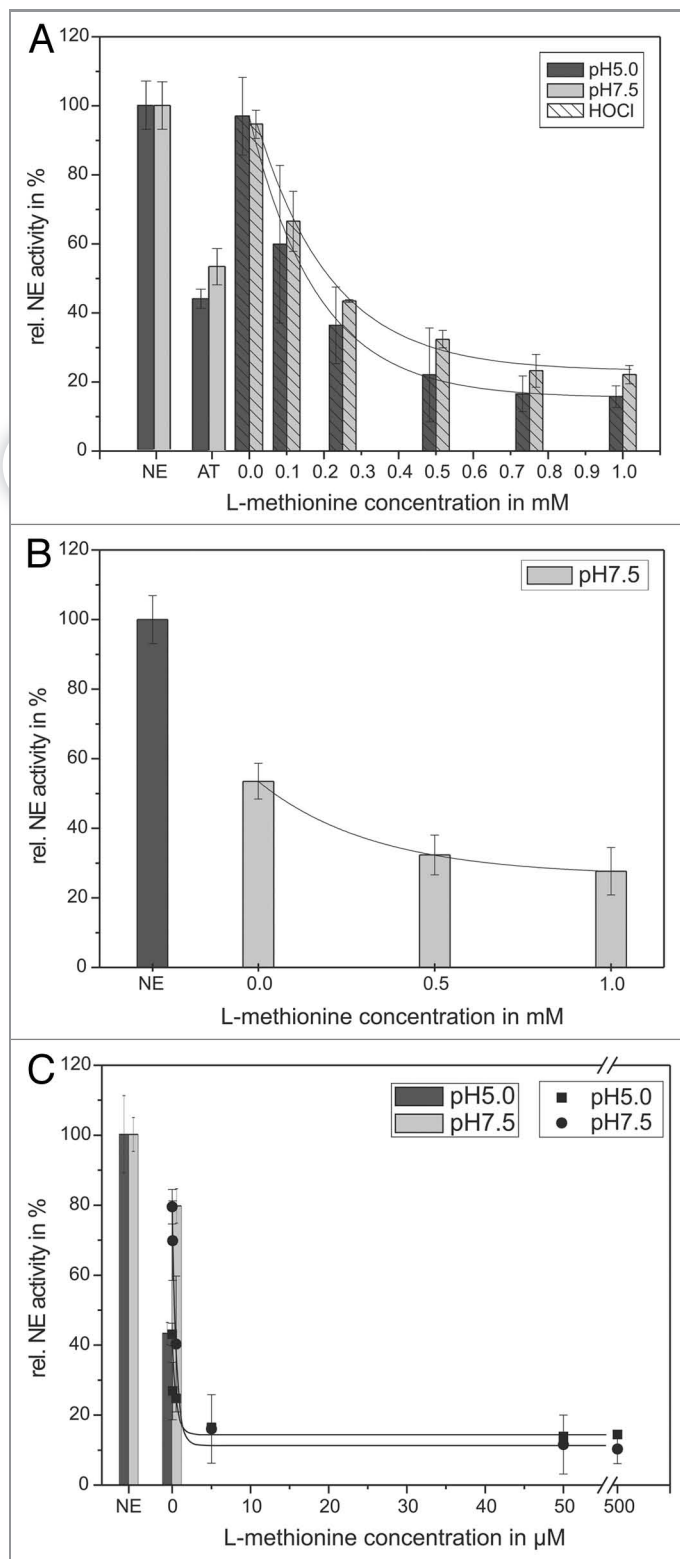 A
120
100
80
60
40
20
0
rel. NE activity in %
pH5.0
pH7.5
HOCl
NE AT 0.0 0.1 0.2 0.3 0.4 0.5 0.6 0.7 0.8 0.9 1.0
L-methionine concentration in mM
B
120
100
80
60
40
20
0
rel. NE activity in %
pH7.5
NE 0.0 0.5 1.0
L-methionine concentration in mM
C
120
100
80
60
40
20
0
rel. NE activity in %
pH5.0 pH5.0
pH7.5 pH7.5
NE 0 10 20 30 40 50 500
L-methionine concentration in µM